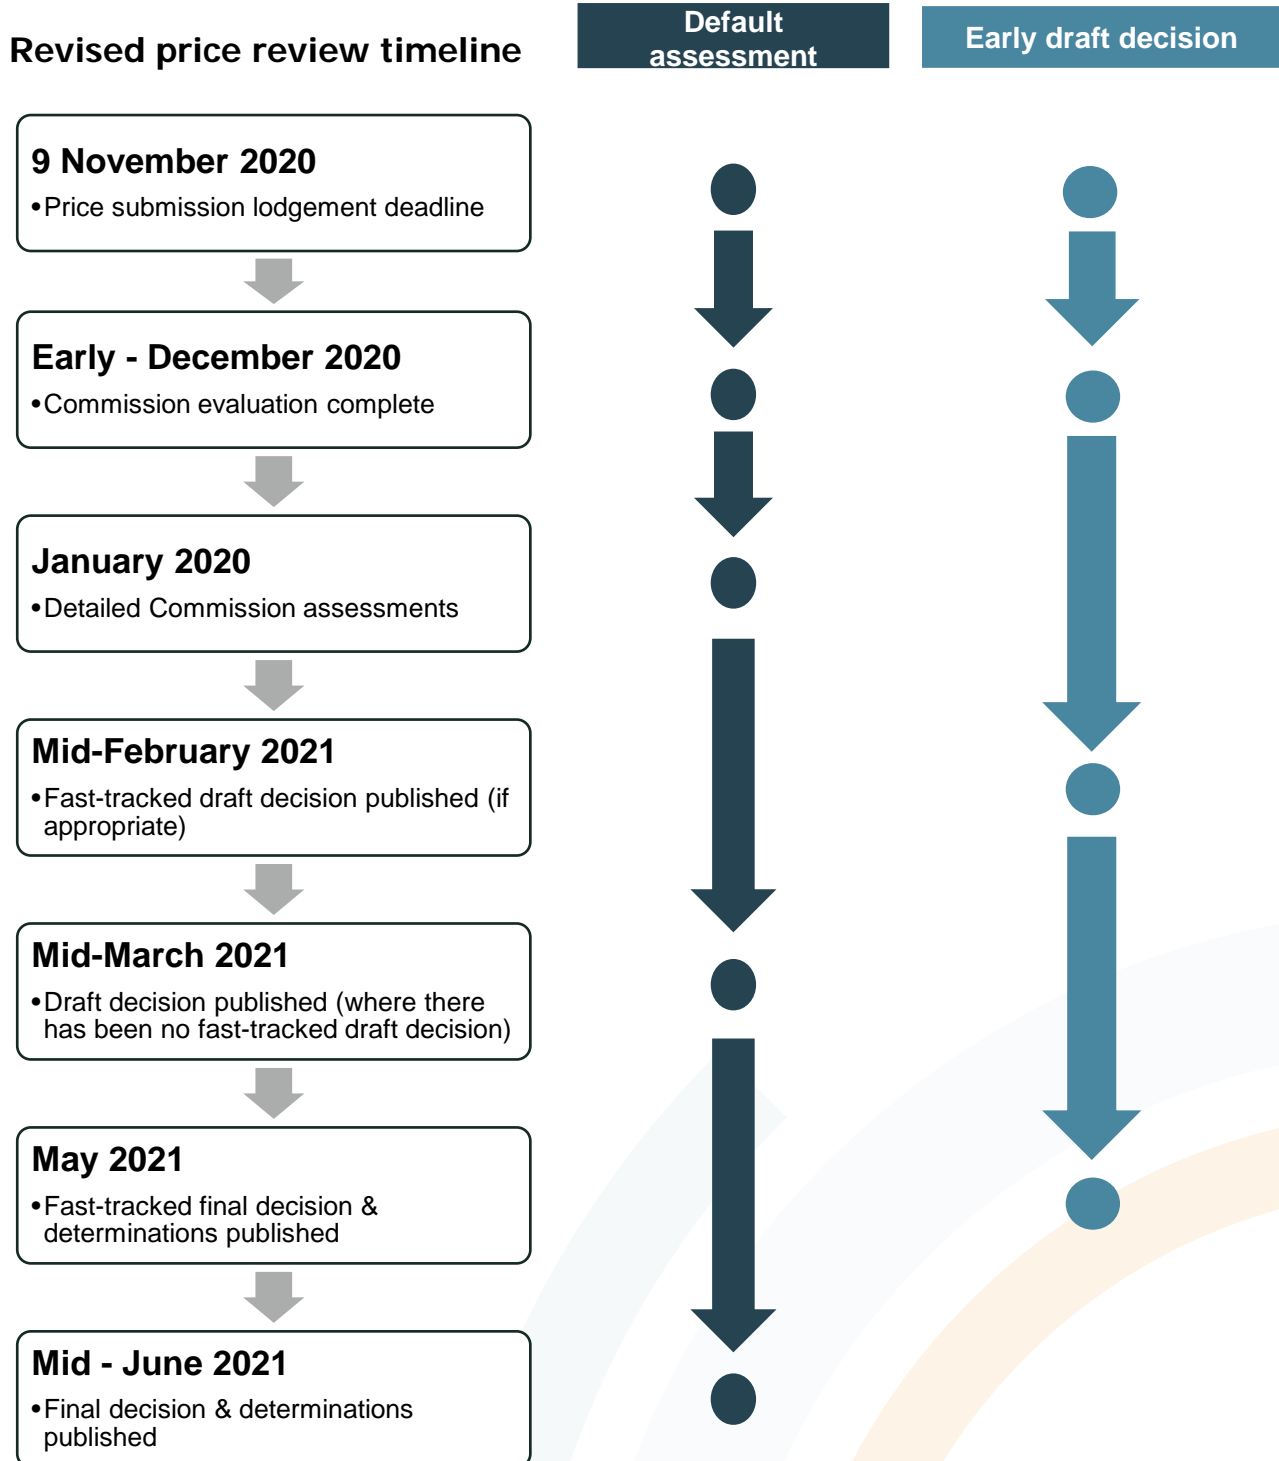 Revised price review timeline
Default
assessment
Early draft decision
9 November 2020
•Price submission lodgement deadline
Early - December 2020
•Commission evaluation complete
January 2020
•Detailed Commission assessments
Mid-February 2021
•Fast-tracked draft decision published (if
appropriate)
Mid-March 2021
•Draft decision published (where there
has been no fast-tracked draft decision)
May 2021
•Fast-tracked final decision &
determinations published
Mid - June 2021
•Final decision & determinations
published